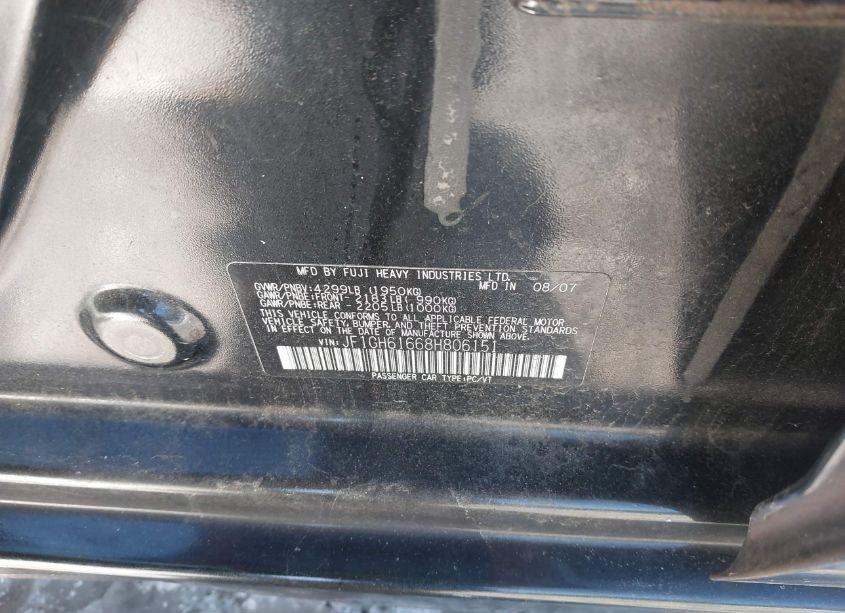 MFD BY FUJI HEAVY INDUSTRIES LTD.
GVWR/PNBV:4299LB (1950KG) MFD IN 08/07
GAWR/PNBE:FRONT- 2183LB( 990KG)
GAWR/PNBE:REAR - 2205LB(1000KG)
THIS VEHICLE CONFORMS TO ALL APPLICABLE FEDERAL MOTOR
VEHICLE SAFETY, BUMPER, AND THEFT PREVENTION STANDARDS
IN EFFECT ON THE DATE OF MANUFACTURE SHOWN ABOVE.
VIN: JF1GH61668H806151
PASSENGER CAR TYPE:PC/VT